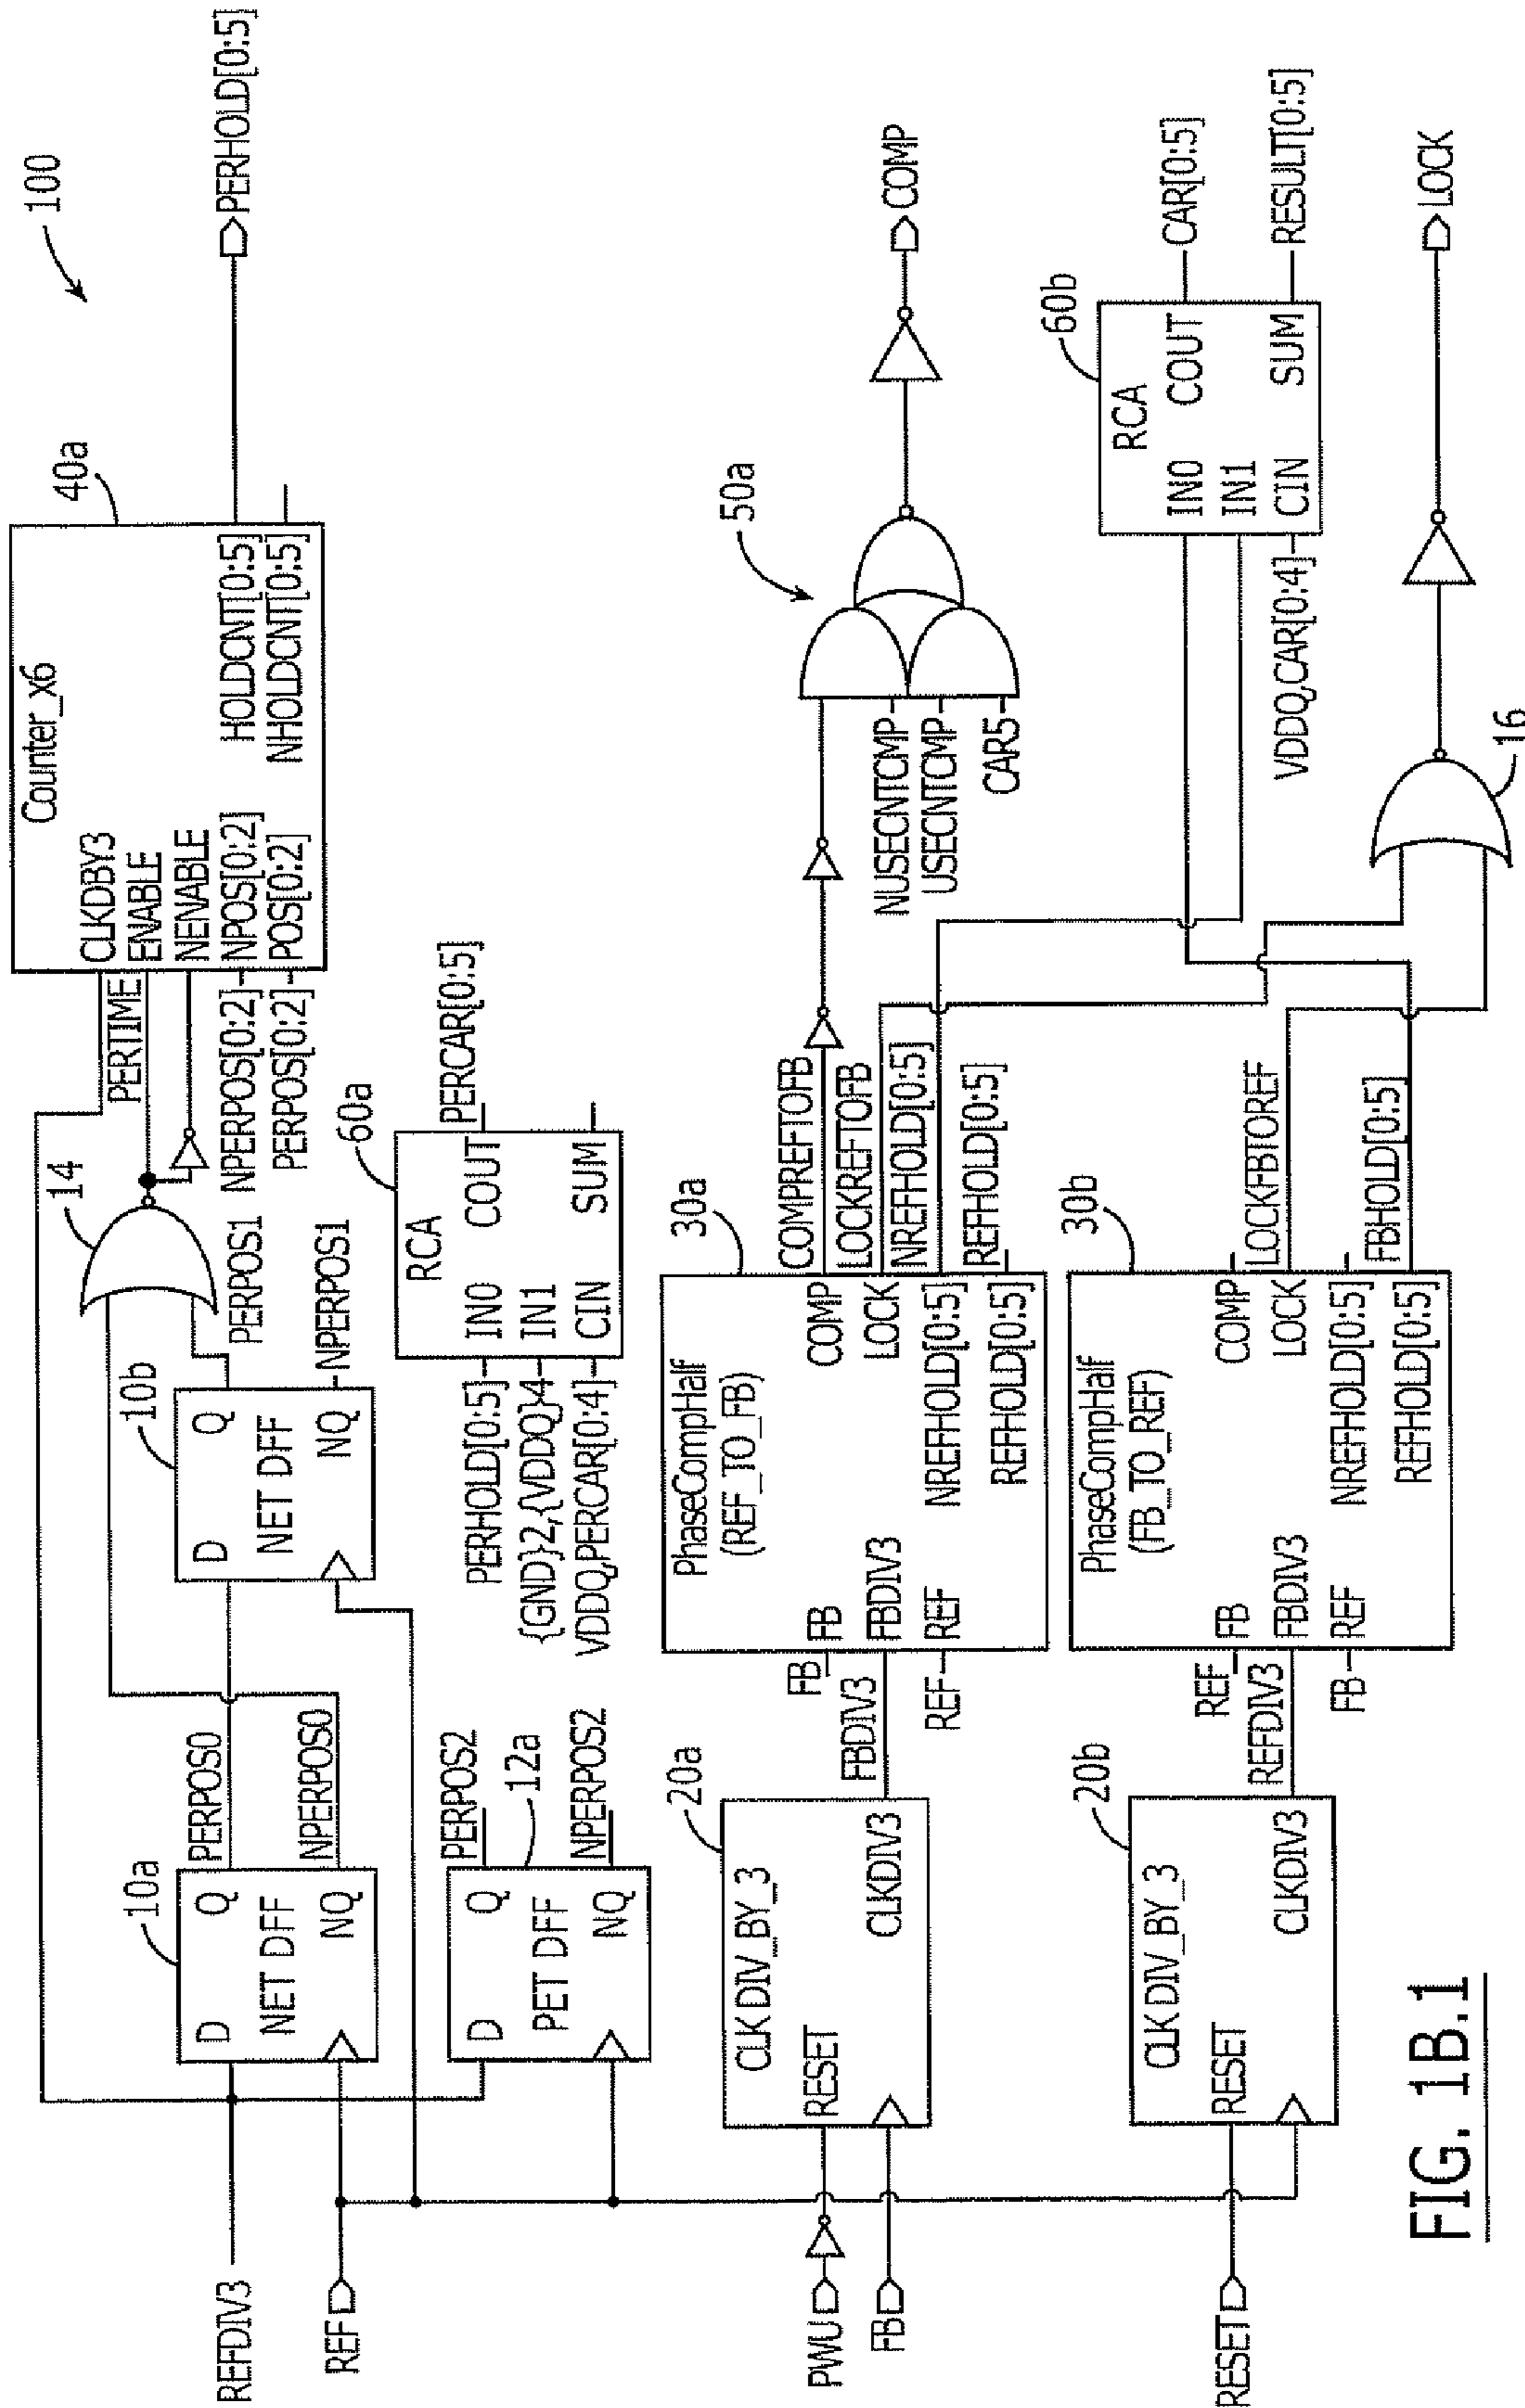 100
REFDIV3
REF
10a
D
Q
NET DFF
NQ
PERPOS0
NPERPOS0
10b
D
Q
NET DFF
NQ
PERPOS1
NPERPOS1
14
PERTIME
40a
Counter_x6
CLKDBY3
ENABLE
NENABLE
NPOS[0:2]
POS[0:2]
HOLDCNT[0:5]
NHOLDCNT[0:5]
NPERPOS[0:2]
PERPOS[0:2]
PERHOLD[0:5]
12a
D
Q
PET DFF
NQ
PERPOS2
NPERPOS2
60a
RCA
IN0
COUT
IN1
CIN
SUM
PERHOLD[0:5]
{GND}2,{VDDQ}4
VDDQ,PERCAR[0:4]
PERCAR[0:5]
PWU
FB
20a
CLK DIV_BY_3
RESET
CLKDIV3
FBDIV3
FB
REF
30a
PhaseCompHalf
(REF_TO_FB)
FB
FBDIV3
REF
COMP
LOCK
NREFHOLD[0:5]
REFHOLD[0:5]
COMPREFTOFB
LOCKREFTOFB
NREFHOLD[0:5]
REFHOLD[0:5]
50a
NUSECNTCMP
USECNTCMP
CAR5
COMP
RESET
20b
CLK DIV_BY_3
RESET
CLKDIV3
REF
REFDIV3
FB
30b
PhaseCompHalf
(FB_TO_REF)
FB
FBDIV3
REF
COMP
LOCK
NREFHOLD[0:5]
REFHOLD[0:5]
LOCKFBTOREF
FBHOLD[0:5]
60b
RCA
IN0
COUT
IN1
CIN
SUM
VDDQ,CAR[0:4]
CAR[0:5]
RESULT[0:5]
16
LOCK
FIG. 1B.1